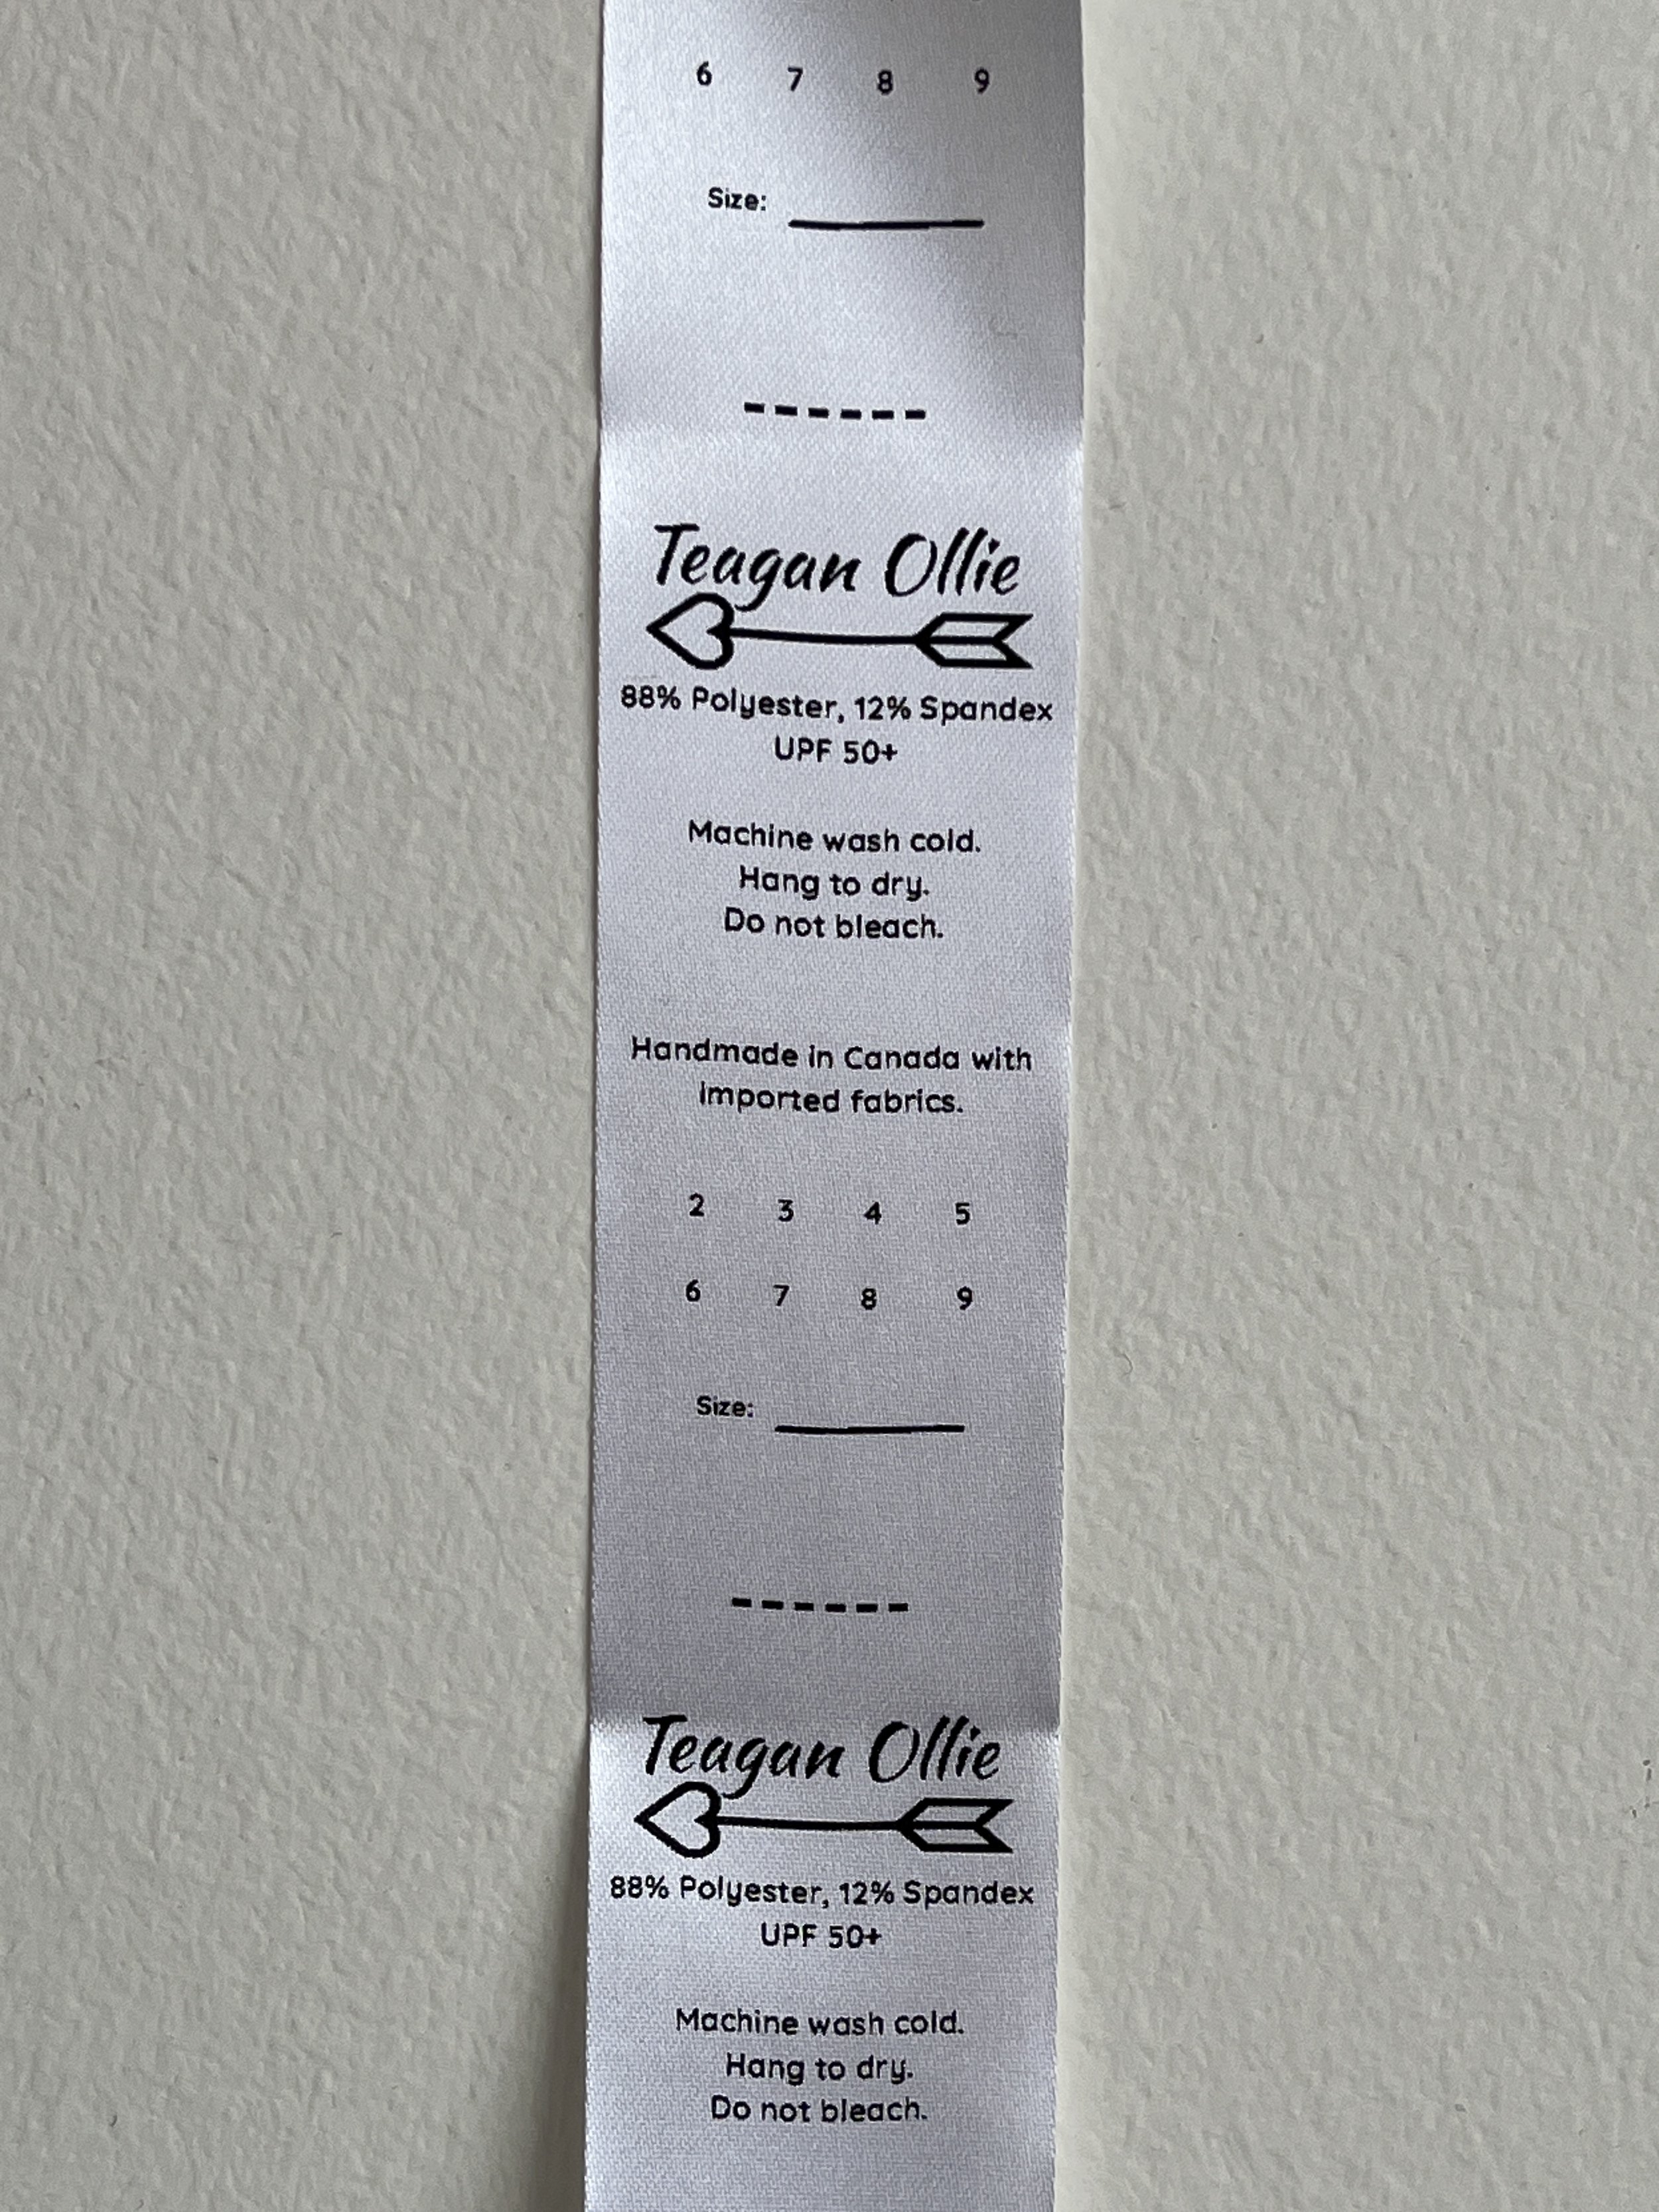 6 7 8 9
Size:
Teagan Ollie
88% Polyester, 12% Spandex
UPF 50+
Machine wash cold.
Hang to dry.
Do not bleach.
Handmade in Canada with
imported fabrics.
2 3 4 5
6 7 8 9
Size:
Teagan Ollie
88% Polyester, 12% Spandex
UPF 50+
Machine wash cold.
Hang to dry.
Do not bleach.